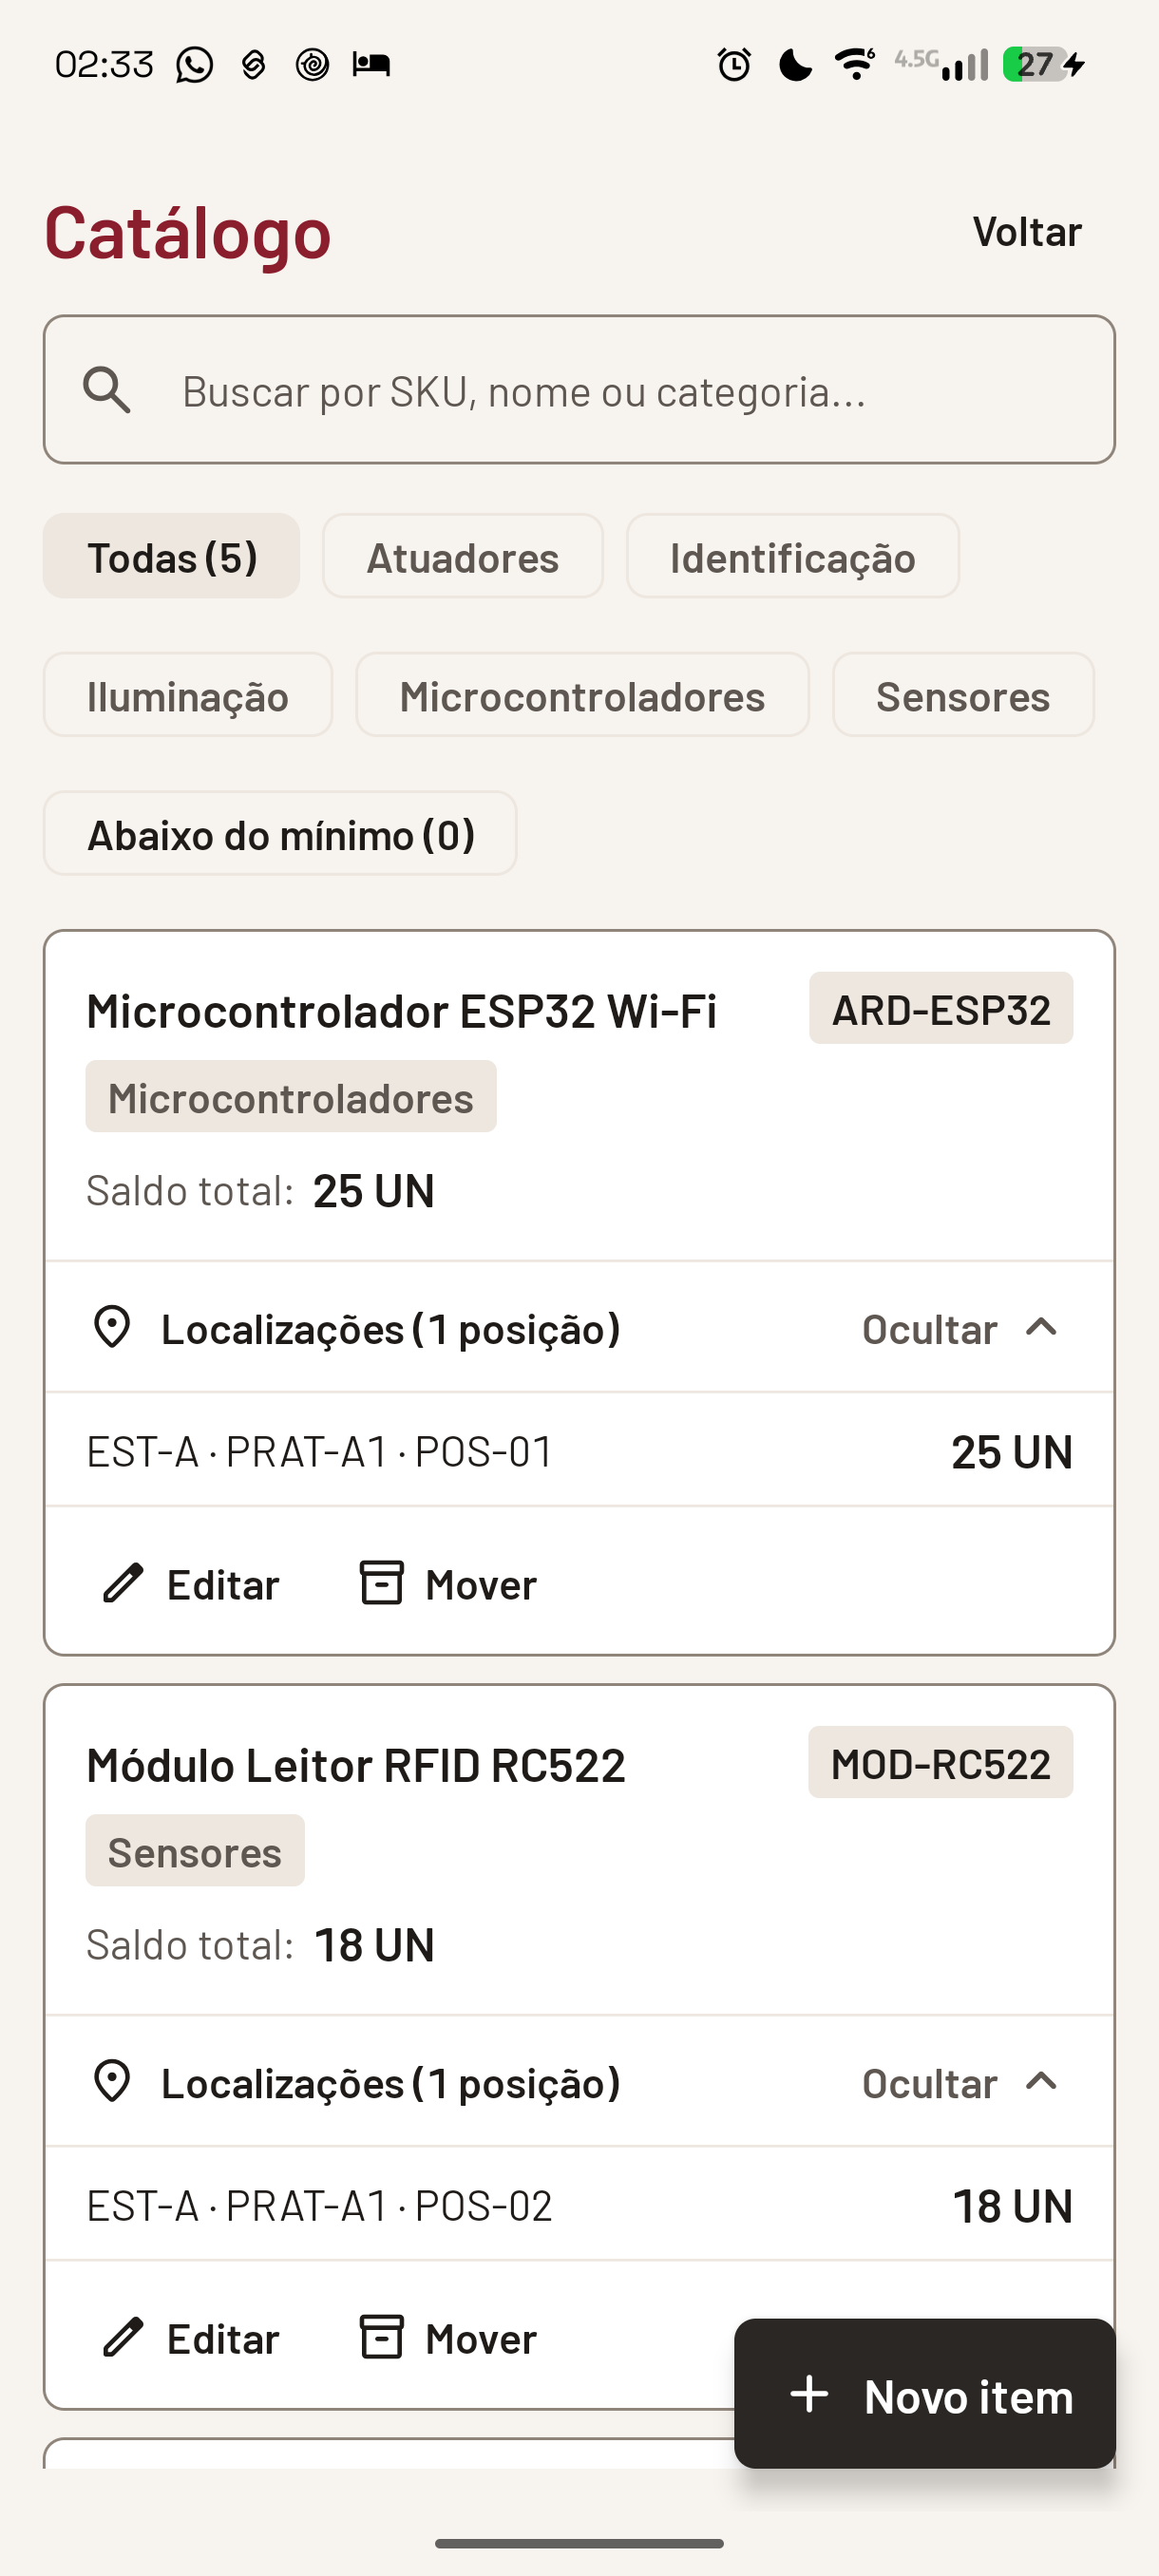 02:33
4.5G 27
Catálogo
Voltar
Buscar por SKU, nome ou categoria...
Todas (5) Atuadores Identificação
Iluminação Microcontroladores Sensores
Abaixo do mínimo (0)
Microcontrolador ESP32 Wi-Fi ARD-ESP32
Microcontroladores
Saldo total: 25 UN
Localizações (1 posição) Ocultar
EST-A · PRAT-A1 · POS-01 25 UN
Editar Mover
Módulo Leitor RFID RC522 MOD-RC522
Sensores
Saldo total: 18 UN
Localizações (1 posição) Ocultar
EST-A · PRAT-A1 · POS-02 18 UN
Editar Mover
Novo item